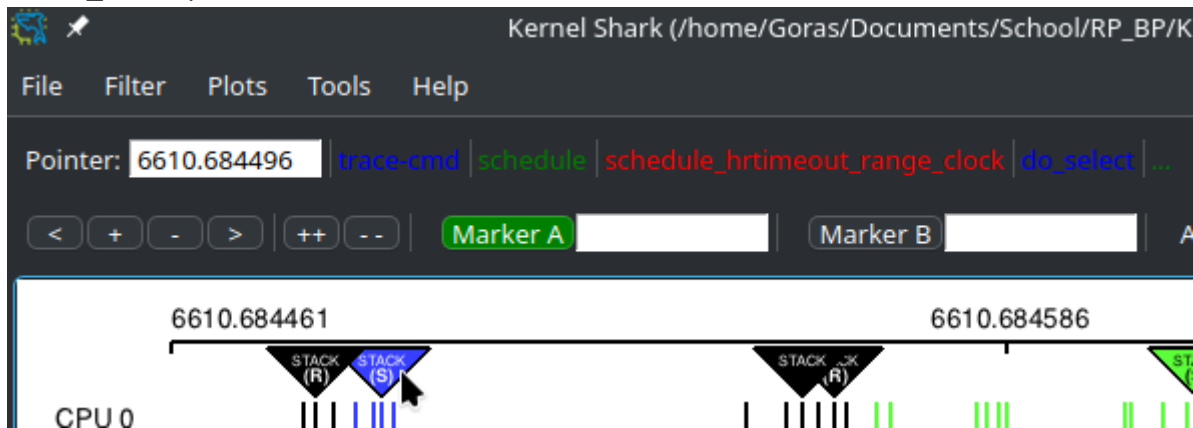 Kernel Shark (/home/Goras/Documents/School/RP_BP/K
File Filter Plots Tools Help
Pointer: 6610.684496 trace-cmd schedule schedule_hrtimeout_range_clock do_select ...
< + - > ++ -- Marker A Marker B A
6610.684461 6610.684586
STACK STACK STACK
(R) (S) (R)
CPU 0